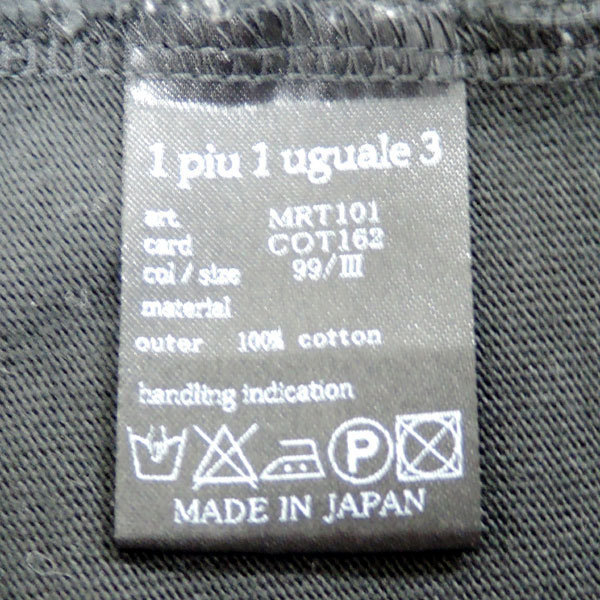 1 piu 1 uguale 3
art. MRT101
card COT162
col / size 99/III
material
outer 100% cotton
handling indication
P
MADE IN JAPAN